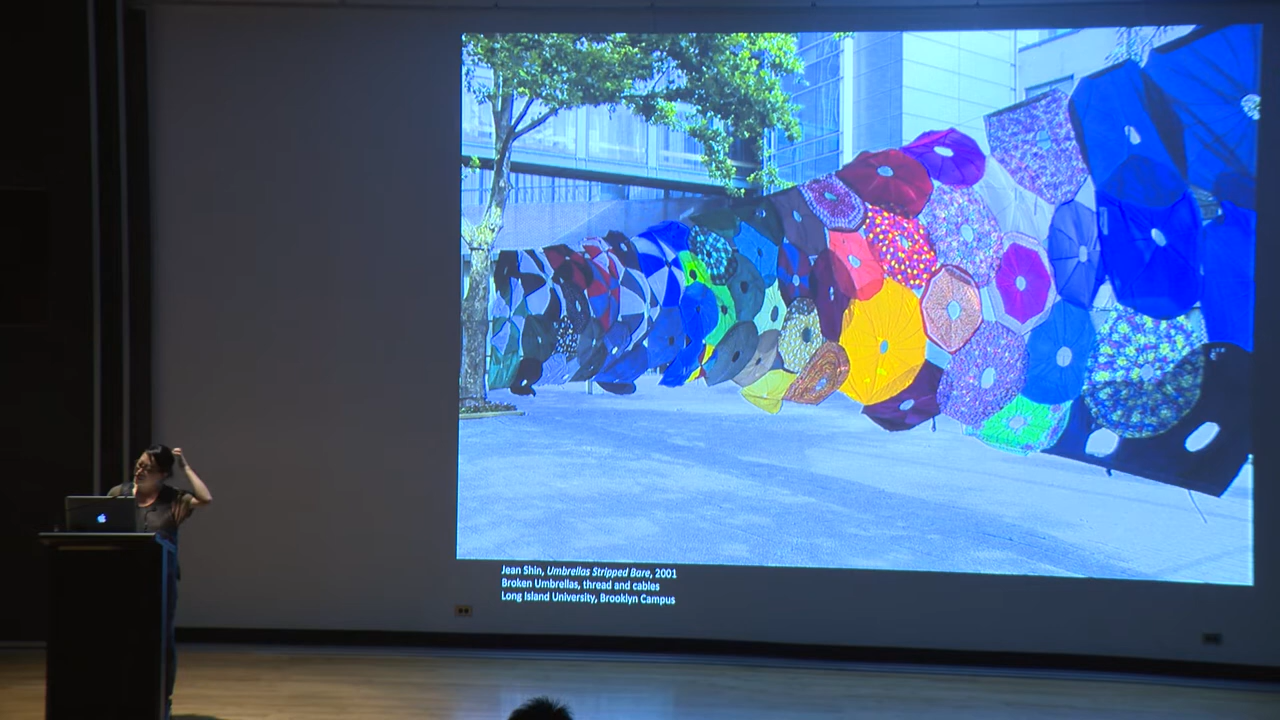 Jean Shin, Umbrellas Stripped Bare, 2001
Broken Umbrellas, thread and cables
Long Island University, Brooklyn Campus